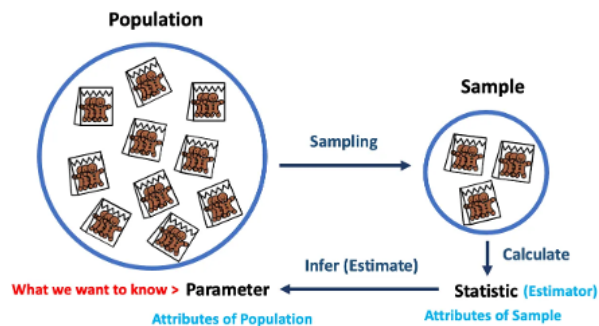 Population
Sample
Sampling
Calculate
Infer (Estimate)
What we want to know > Parameter
Statistic (Estimator)
Attributes of Population
Attributes of Sample